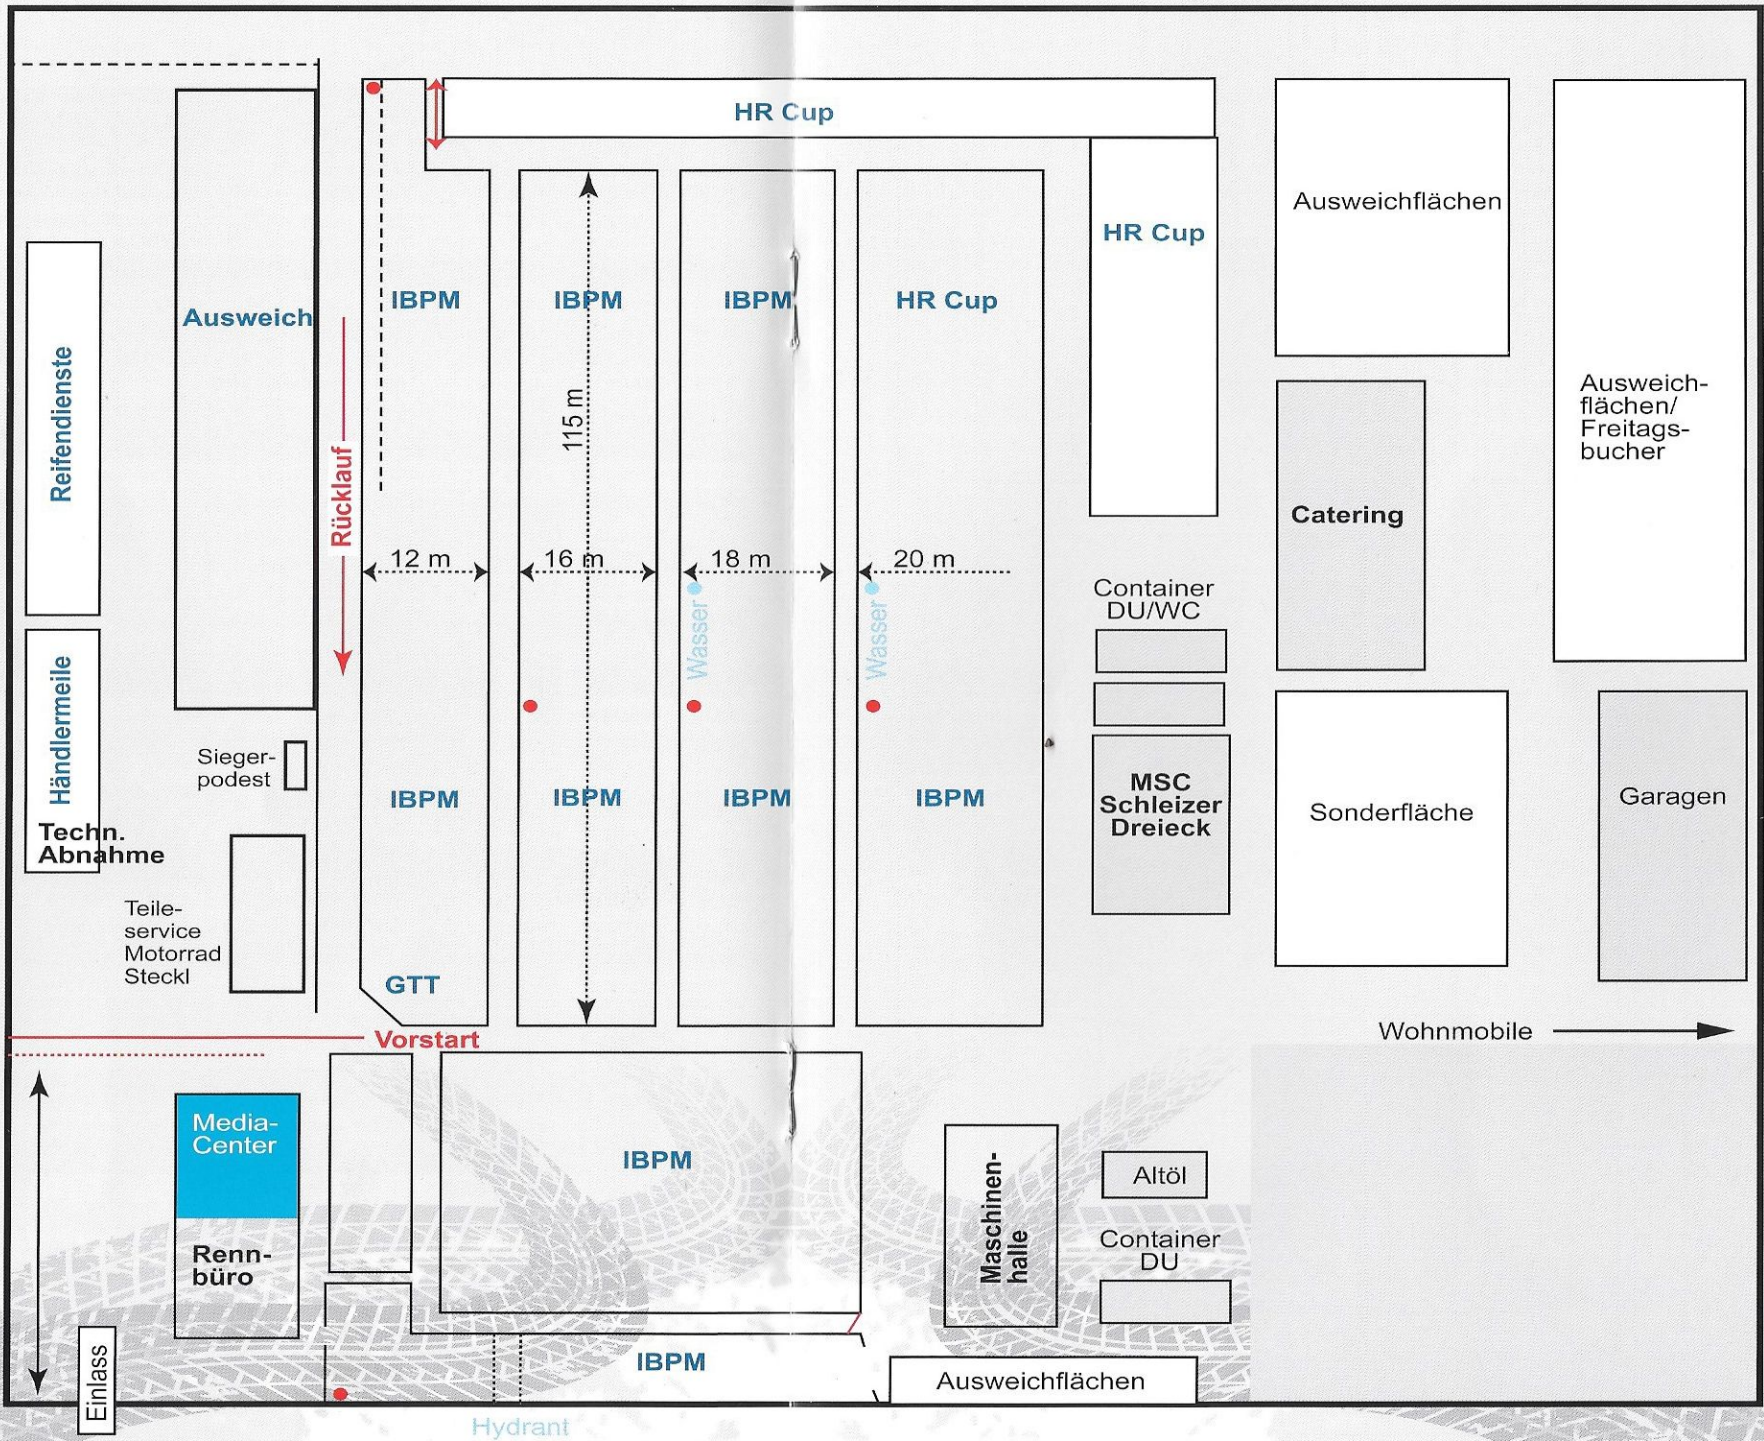 HR Cup
Ausweichflächen
HR Cup
IBPM
IBPM
IBPM
HR Cup
Ausweich
Reifendienste
Rücklauf
115 m
Ausweich-
flächen/
Freitags-
bucher
Catering
12 m
16 m
18 m
20 m
Wasser
Wasser
Container
DU/WC
Händlermeile
Sieger-
podest
IBPM
IBPM
IBPM
IBPM
MSC
Schleizer
Dreieck
Sonderfläche
Garagen
Techn.
Abnahme
Teile-
service
Motorrad
Steckl
GTT
Vorstart
Wohnmobile
Media-
Center
IBPM
Maschinen-
halle
Altöl
Renn-
büro
Container
DU
Einlass
IBPM
Ausweichflächen
Hydrant